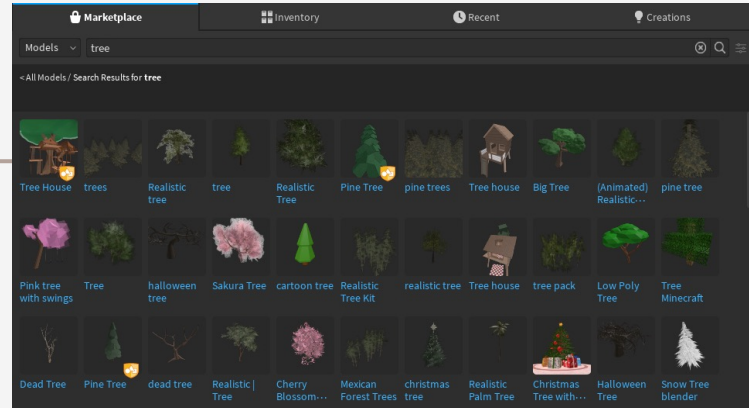 Marketplace
Inventory
Recent
Creations
Models
tree
< All Models / Search Results for tree
Tree House
trees
Realistic
tree
tree
Realistic
Tree
Pine Tree
pine trees
Tree house
Big Tree
(Animated)
Realistic···
pine tree
Pink tree
with swings
Tree
halloween
tree
Sakura Tree
cartoon tree
Realistic
Tree Kit
realistic tree
Tree house
tree pack
Low Poly
Tree
Tree
Minecraft
Dead Tree
Pine Tree
dead tree
Realistic |
Tree
Cherry
Blossom···
Mexican
Forest Trees
christmas
tree
Realistic
Palm Tree
Christmas
Tree with···
Halloween
Tree
Snow Tree
blender